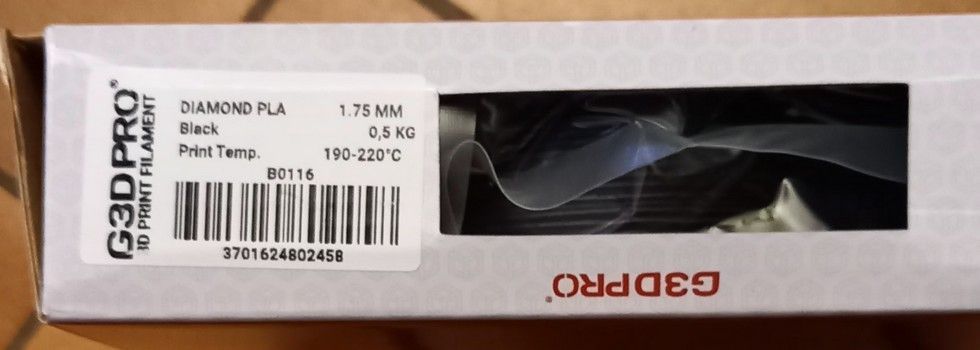 G3DPRO®
3D PRINT FILAMENT
DIAMOND PLA 1.75 MM
Black 0,5 KG
Print Temp. 190-220°C
B0116
3701624802458
G3DPRO®